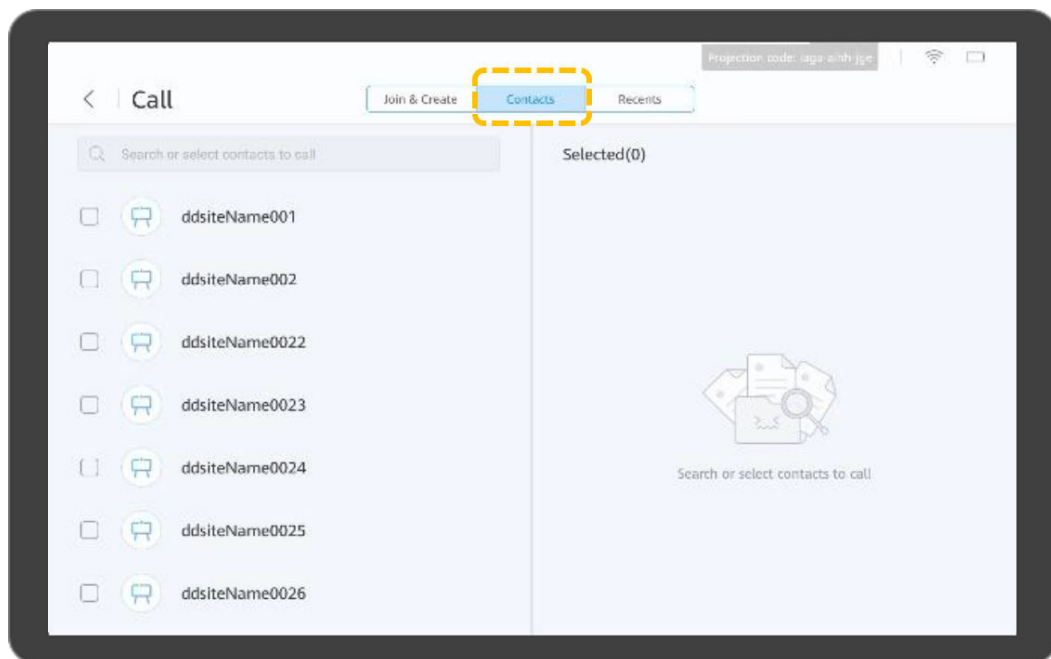 Projection code:
Call
Join & Create
Contacts
Recents
Search or select contacts to call
Selected(0)
ddsiteName001
ddsiteName002
ddsiteName0022
ddsiteName0023
ddsiteName0024
ddsiteName0025
ddsiteName0026
Search or select contacts to call